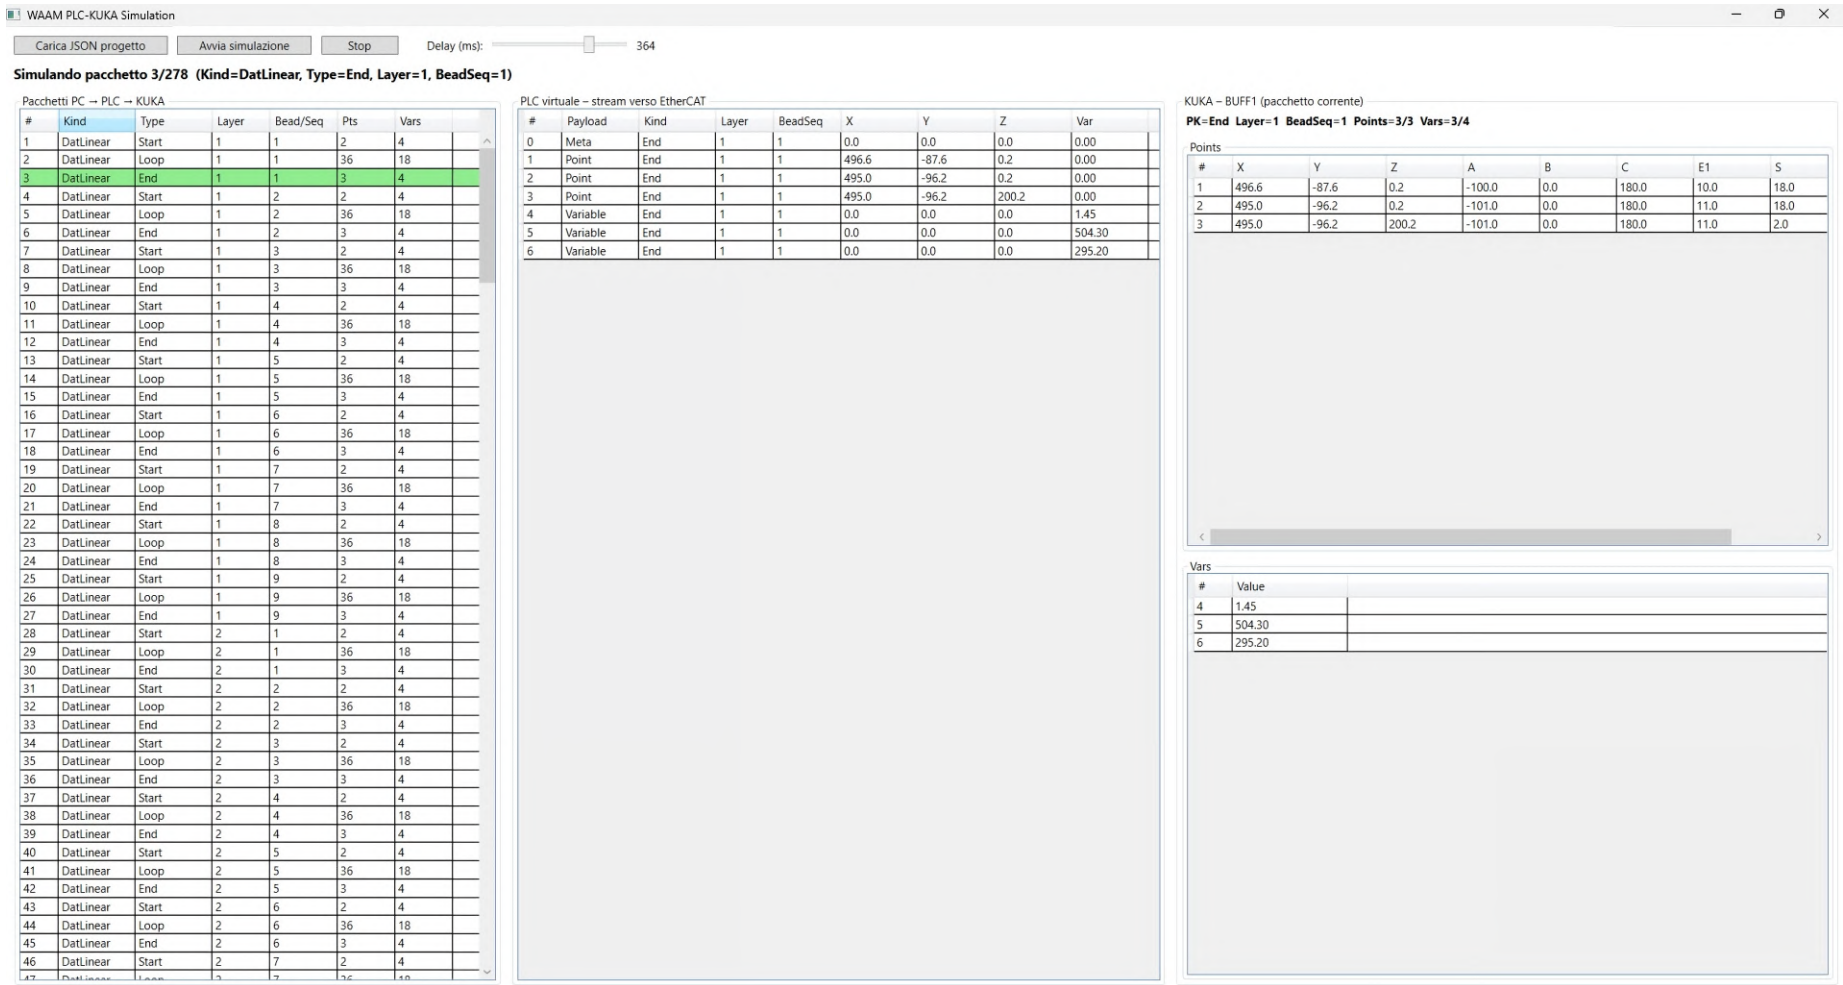 WAAM PLC-KUKA Simulation
Carica JSON progetto Avvia simulazione Stop Delay (ms): 364
Simulando pacchetto 3/278 (Kind=DatLinear, Type=End, Layer=1, BeadSeq=1)
Pacchetti PC → PLC → KUKA
# Kind Type Layer Bead/Seq Pts Vars
1 DatLinear Start 1 1 2 4
2 DatLinear Loop 1 1 36 18
3 DatLinear End 1 1 3 4
4 DatLinear Start 1 2 2 4
5 DatLinear Loop 1 2 36 18
6 DatLinear End 1 2 3 4
7 DatLinear Start 1 3 2 4
8 DatLinear Loop 1 3 36 18
9 DatLinear End 1 3 3 4
10 DatLinear Start 1 4 2 4
11 DatLinear Loop 1 4 36 18
12 DatLinear End 1 4 3 4
13 DatLinear Start 1 5 2 4
14 DatLinear Loop 1 5 36 18
15 DatLinear End 1 5 3 4
16 DatLinear Start 1 6 2 4
17 DatLinear Loop 1 6 36 18
18 DatLinear End 1 6 3 4
19 DatLinear Start 1 7 2 4
20 DatLinear Loop 1 7 36 18
21 DatLinear End 1 7 3 4
22 DatLinear Start 1 8 2 4
23 DatLinear Loop 1 8 36 18
24 DatLinear End 1 8 3 4
25 DatLinear Start 1 9 2 4
26 DatLinear Loop 1 9 36 18
27 DatLinear End 1 9 3 4
28 DatLinear Start 2 1 2 4
29 DatLinear Loop 2 1 36 18
30 DatLinear End 2 1 3 4
31 DatLinear Start 2 2 2 4
32 DatLinear Loop 2 2 36 18
33 DatLinear End 2 2 3 4
34 DatLinear Start 2 3 2 4
35 DatLinear Loop 2 3 36 18
36 DatLinear End 2 3 3 4
37 DatLinear Start 2 4 2 4
38 DatLinear Loop 2 4 36 18
39 DatLinear End 2 4 3 4
40 DatLinear Start 2 5 2 4
41 DatLinear Loop 2 5 36 18
42 DatLinear End 2 5 3 4
43 DatLinear Start 2 6 2 4
44 DatLinear Loop 2 6 36 18
45 DatLinear End 2 6 3 4
46 DatLinear Start 2 7 2 4
47 DatLinear Loop 2 7 36 18
PLC virtuale – stream verso EtherCAT
# Payload Kind Layer BeadSeq X Y Z Var
0 Meta End 1 1 0.0 0.0 0.0 0.00
1 Point End 1 1 496.6 -87.6 0.2 0.00
2 Point End 1 1 495.0 -96.2 0.2 0.00
3 Point End 1 1 495.0 -96.2 200.2 0.00
4 Variable End 1 1 0.0 0.0 0.0 1.45
5 Variable End 1 1 0.0 0.0 0.0 504.30
6 Variable End 1 1 0.0 0.0 0.0 295.20
KUKA – BUFF1 (pacchetto corrente)
PK=End Layer=1 BeadSeq=1 Points=3/3 Vars=3/4
Points
# X Y Z A B C E1 S
1 496.6 -87.6 0.2 -100.0 0.0 180.0 10.0 18.0
2 495.0 -96.2 0.2 -101.0 0.0 180.0 11.0 18.0
3 495.0 -96.2 200.2 -101.0 0.0 180.0 11.0 2.0
Vars
# Value
4 1.45
5 504.30
6 295.20